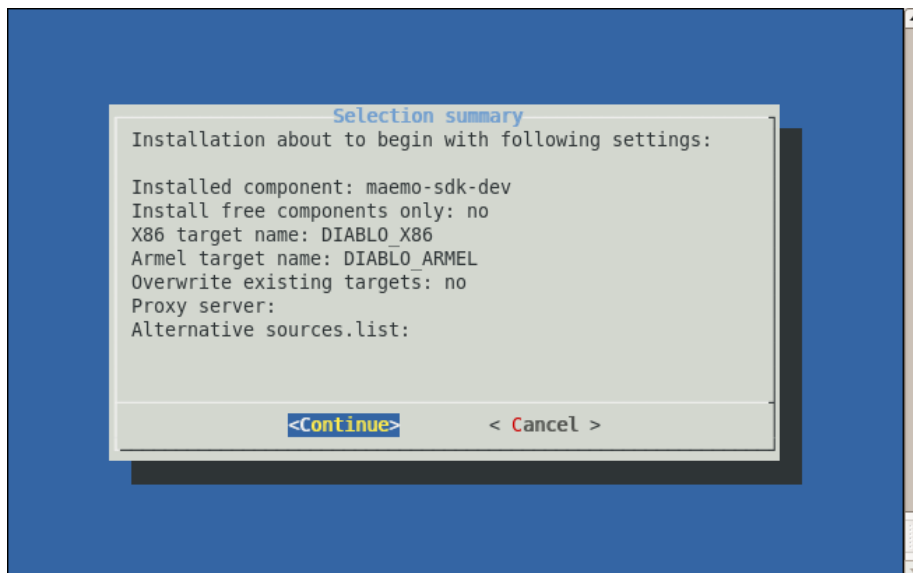 Selection summary
Installation about to begin with following settings:
Installed component: maemo-sdk-dev
Install free components only: no
X86 target name: DIABLO_X86
Armel target name: DIABLO_ARMEL
Overwrite existing targets: no
Proxy server:
Alternative sources.list:
<Continue> < Cancel >